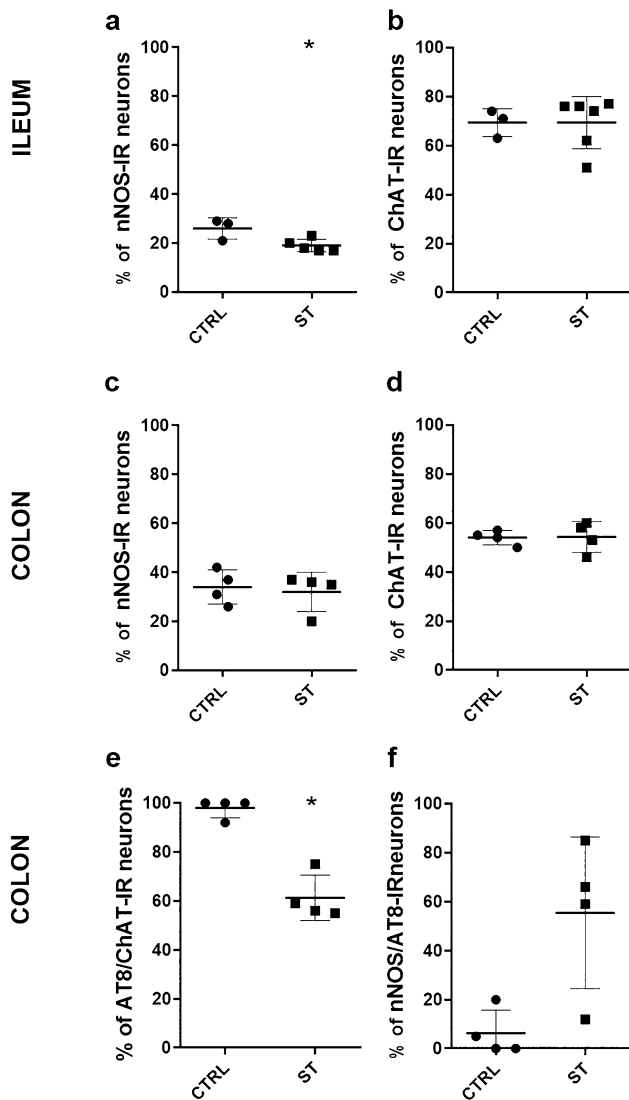 a
b
ILEUM
% of nNOS-IR neurons
100
80
60
40
20
0
*
CTRL
ST
% of ChAT-IR neurons
100
80
60
40
20
0
CTRL
ST
c
d
COLON
% of nNOS-IR neurons
100
80
60
40
20
0
CTRL
ST
% of ChAT-IR neurons
100
80
60
40
20
0
CTRL
ST
e
f
COLON
% of AT8/ChAT-IR neurons
100
80
60
40
20
0
*
CTRL
ST
% of nNOS/AT8-IRneurons
100
80
60
40
20
0
CTRL
ST